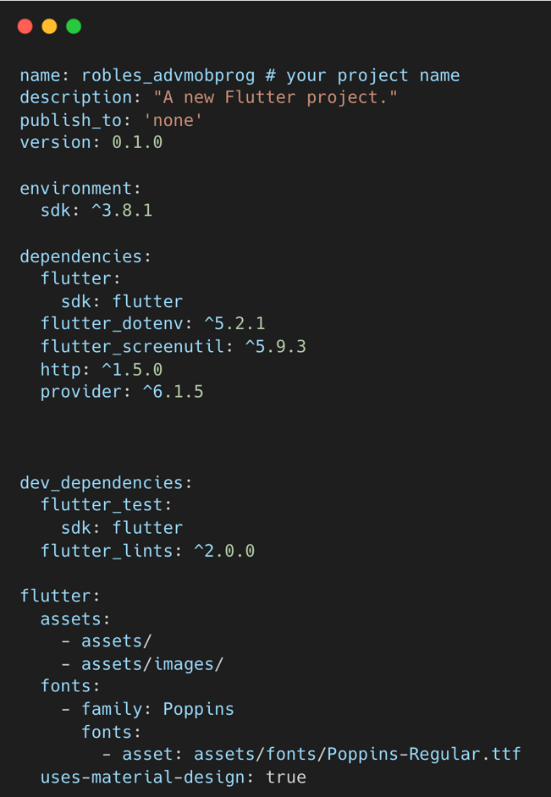 name: robles_advmobprog # your project name
description: "A new Flutter project."
publish_to: 'none'
version: 0.1.0
environment:
  sdk: ^3.8.1
dependencies:
  flutter:
    sdk: flutter
  flutter_dotenv: ^5.2.1
  flutter_screenutil: ^5.9.3
  http: ^1.5.0
  provider: ^6.1.5
dev_dependencies:
  flutter_test:
    sdk: flutter
  flutter_lints: ^2.0.0
flutter:
  assets:
    - assets/
    - assets/images/
  fonts:
    - family: Poppins
      fonts:
        - asset: assets/fonts/Poppins-Regular.ttf
  uses-material-design: true